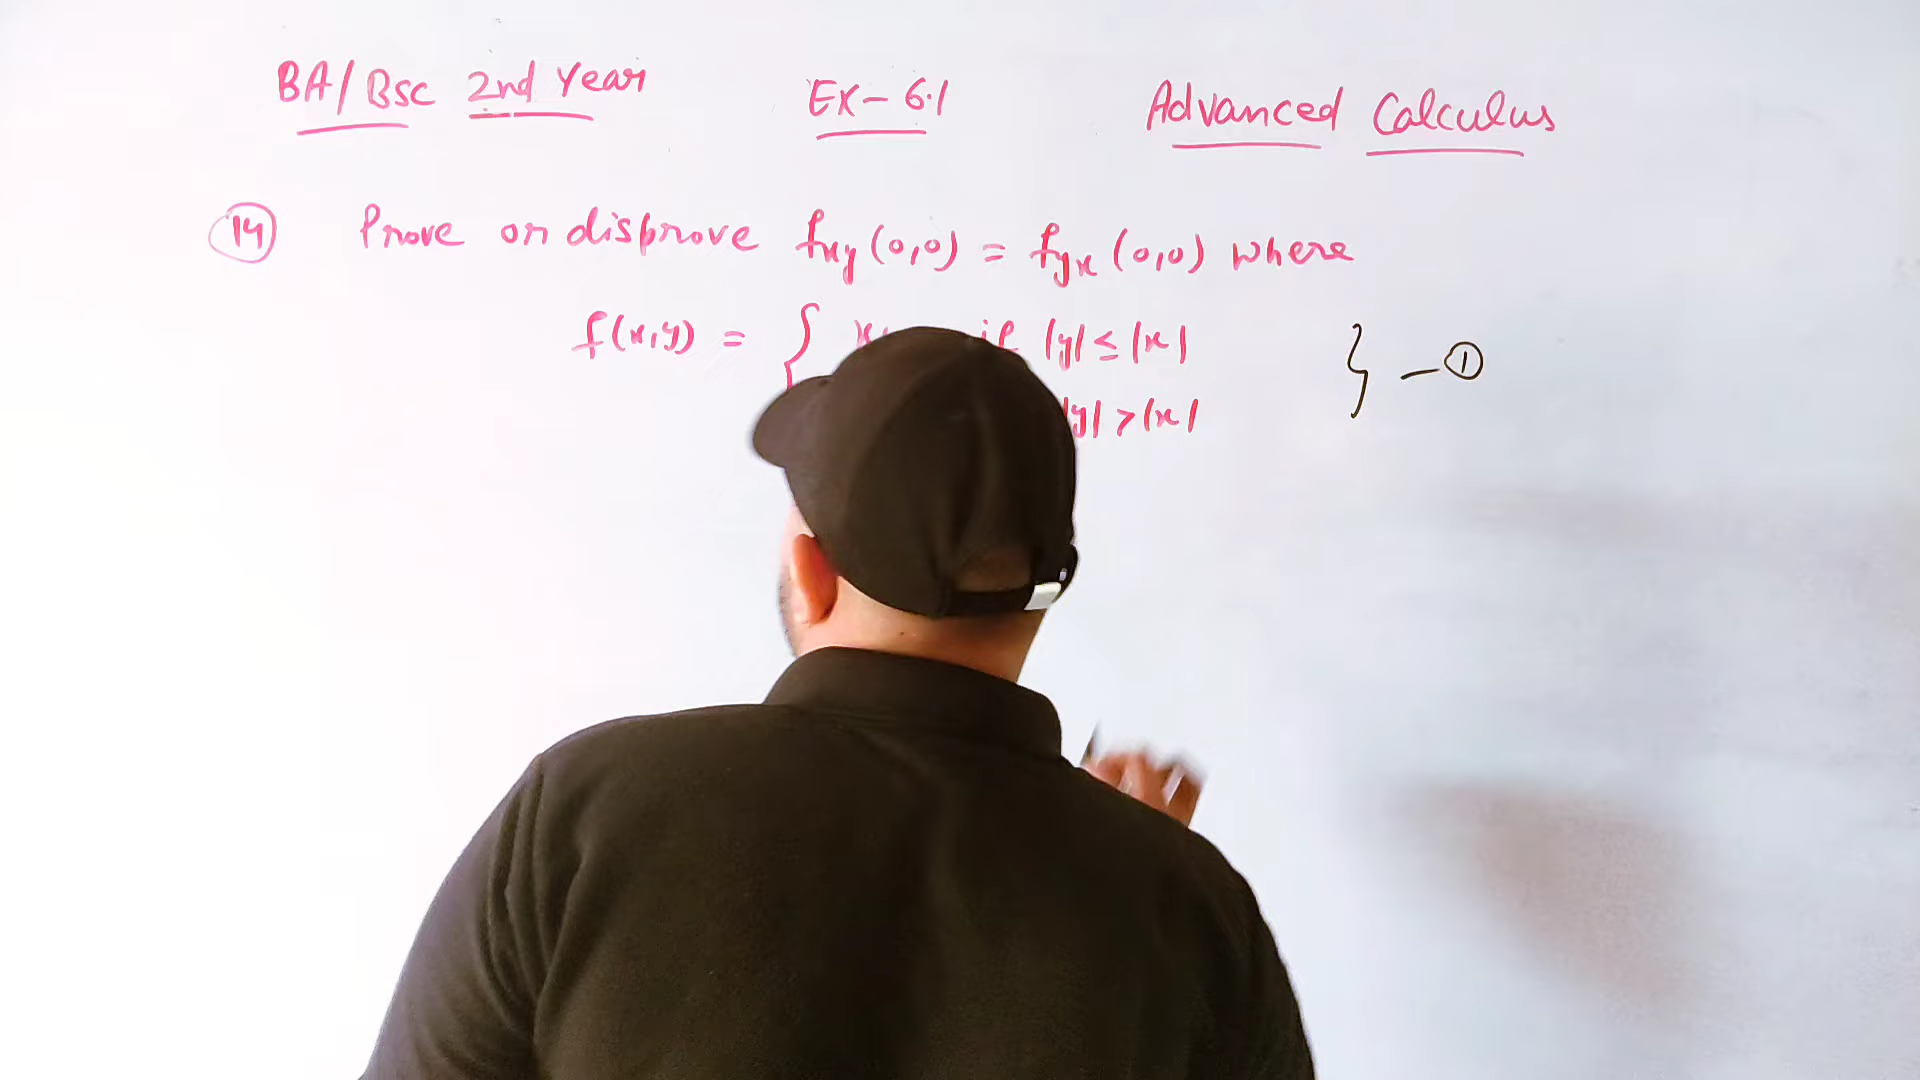 BA/Bsc 2nd Year EX-6.1 Advanced Calculus
14 Prove or disprove fxy(0,0) = fyx(0,0) where
f(x,y) = { if |y| ≤ |x| } - 1
|y| > |x|